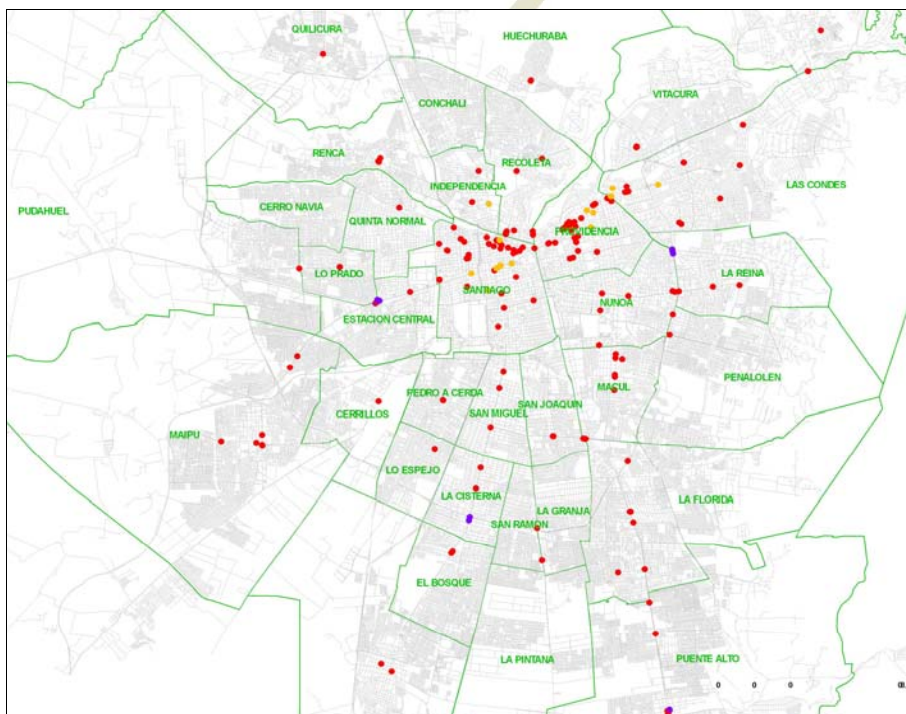 QUILICURA
HUECHURABA
VITACURA
CONCHALI
RENCA
RECOLETA
INDEPENDENCIA
LAS CONDES
PUDAHUEL
CERRO NAVIA
QUINTA NORMAL
PROVIDENCIA
LO PRADO
LA REINA
SANTIAGO
NUNOA
ESTACION CENTRAL
PENALOLEN
MACUL
PEDRO A CERDA
SAN JOAQUIN
CERRILLOS
SAN MIGUEL
MAIPU
LO ESPEJO
LA CISTERNA
LA FLORIDA
LA GRANJA
SAN RAMON
EL BOSQUE
LA PINTANA
PUENTE ALTO
0 0 0